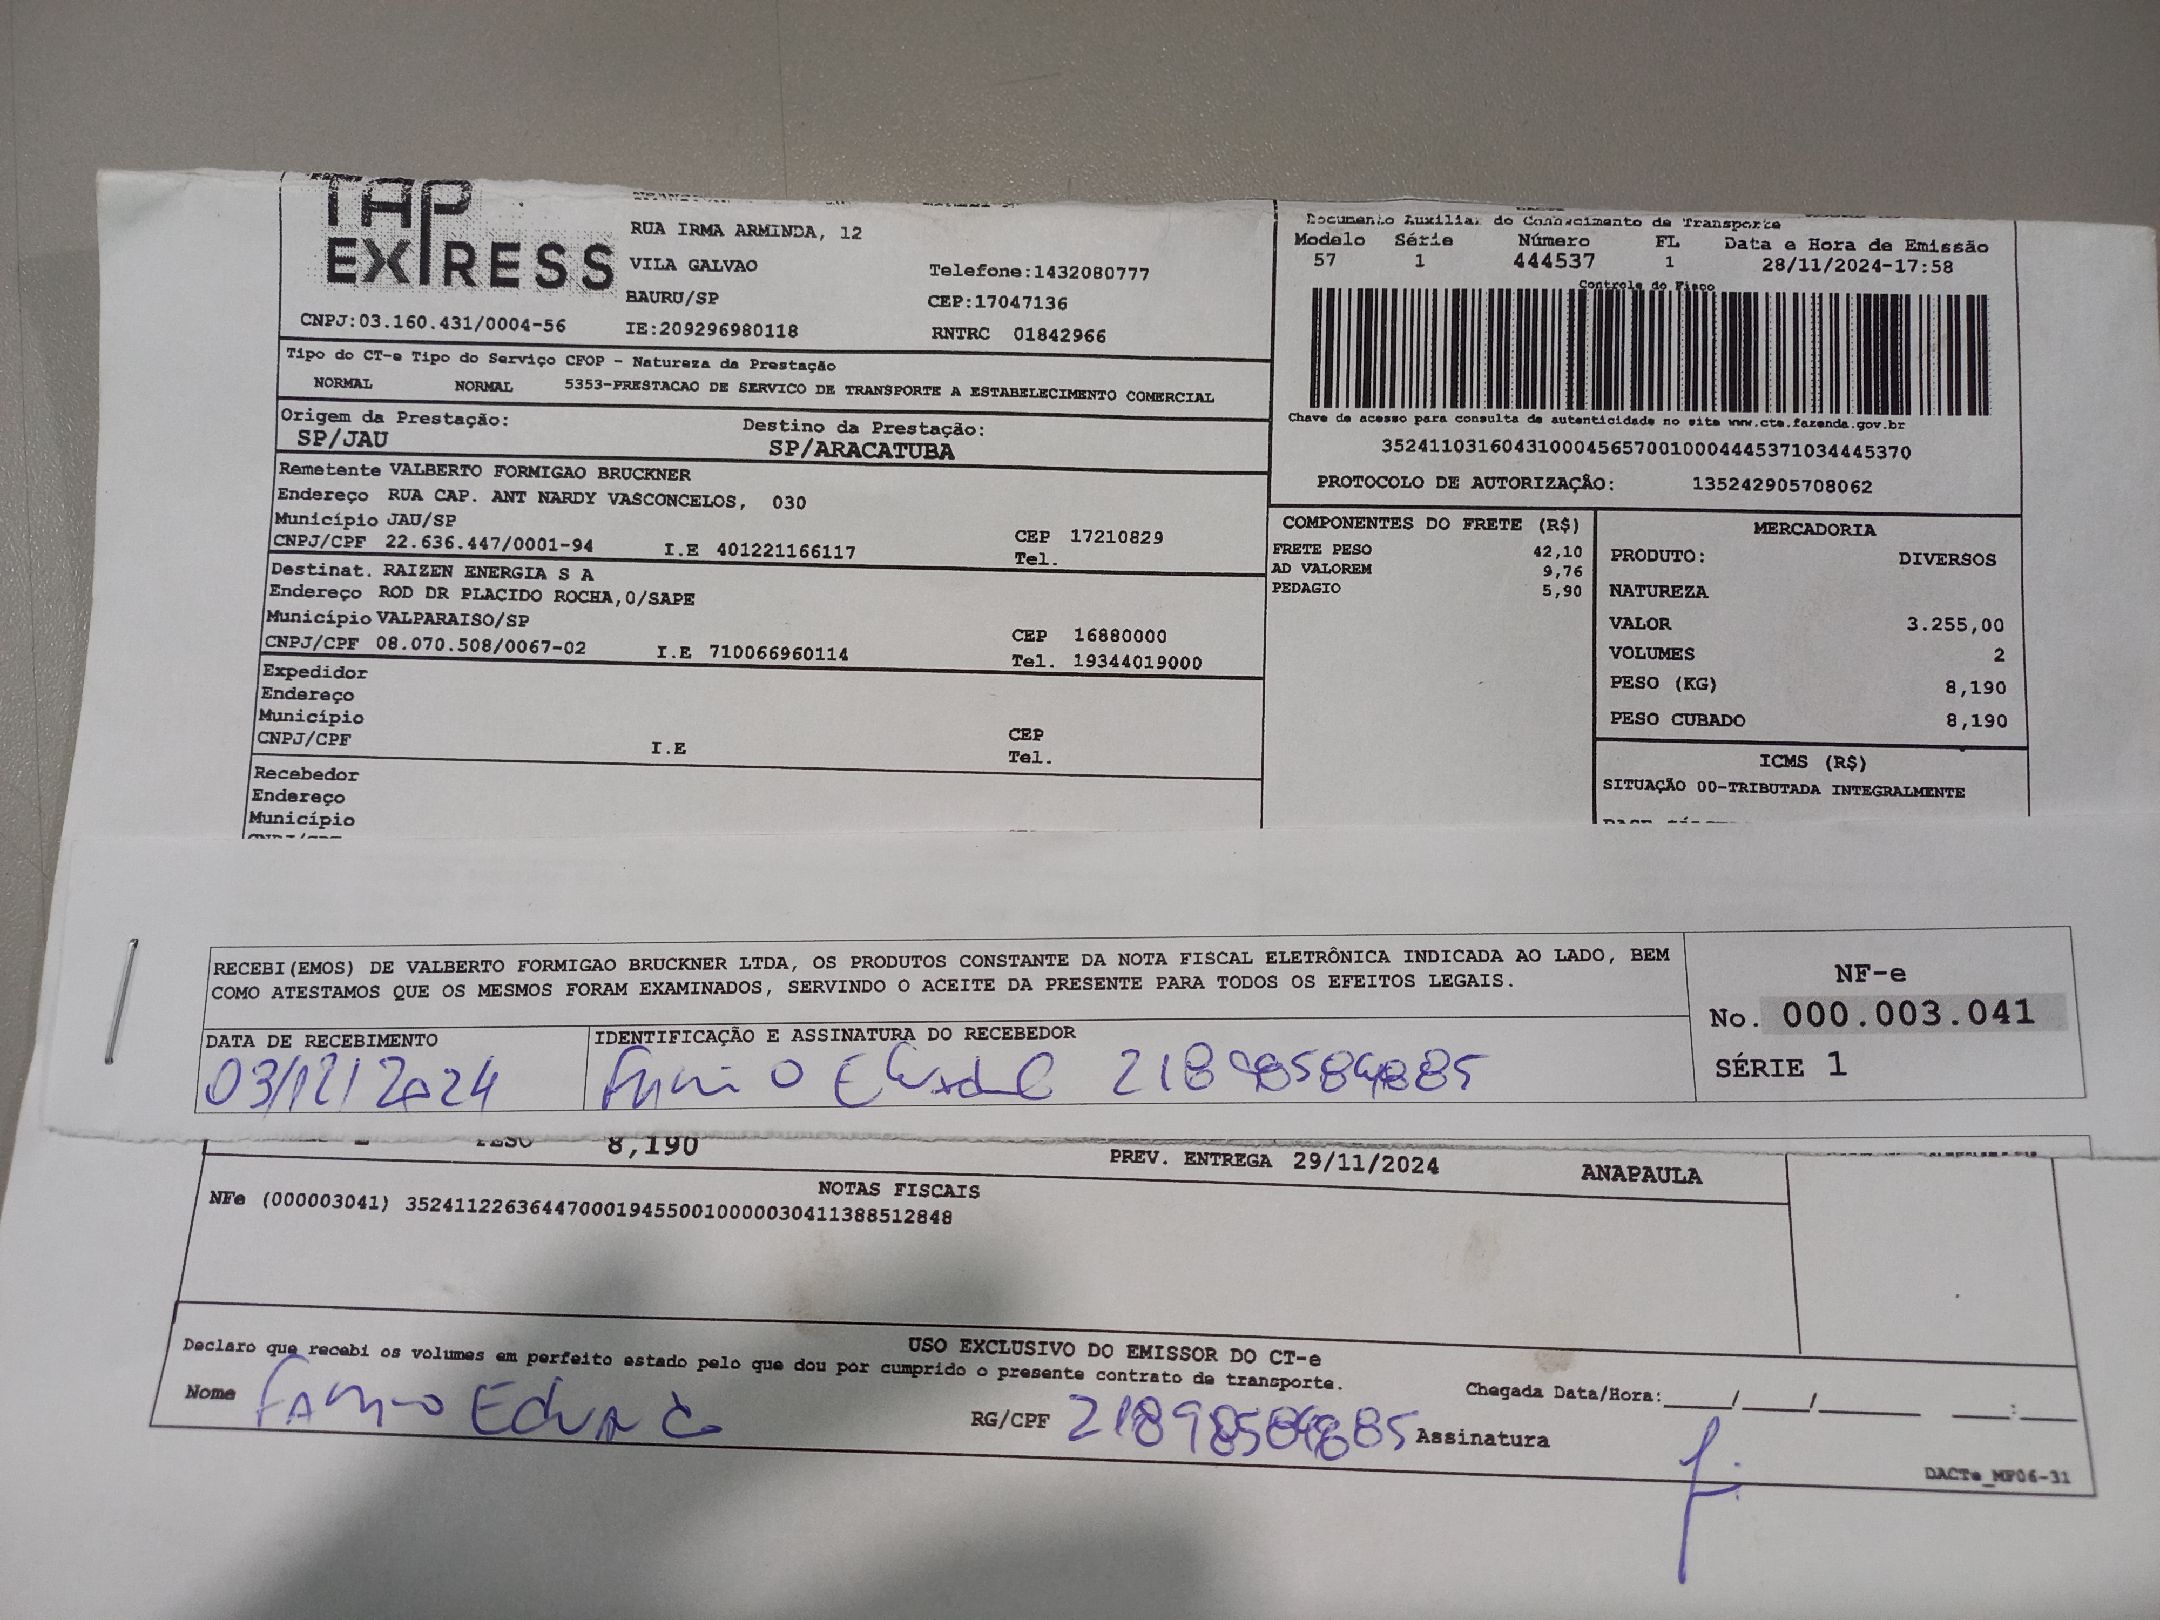 TAP
EXPRESS
RUA IRMA ARMINDA, 12
VILA GALVAO
Telefone:1432080777
BAURU/SP
CEP:17047136
CNPJ:03.160.431/0004-56
IE:209296980118
RNTRC 01842966
Documento Auxiliar do Conhecimento de Transporte
Modelo Série Número FL Data e Hora de Emissão
57 1 444537 1 28/11/2024-17:58
Controle do Fisco
Chave de acesso para consulta de autenticidade no site www.cte.fazenda.gov.br
35241103160431000456570010004445371034445370
PROTOCOLO DE AUTORIZAÇÃO: 135242905708062
Tipo do CT-e Tipo do Serviço CFOP - Natureza da Prestação
NORMAL NORMAL 5353-PRESTACAO DE SERVICO DE TRANSPORTE A ESTABELECIMENTO COMERCIAL
Origem da Prestação: Destino da Prestação:
SP/JAU SP/ARACATUBA
Remetente VALBERTO FORMIGAO BRUCKNER
Endereço RUA CAP. ANT NARDY VASCONCELOS, 030
Município JAU/SP CEP 17210829
CNPJ/CPF 22.636.447/0001-94 I.E 401221166117 Tel.
Destinat. RAIZEN ENERGIA S A
Endereço ROD DR PLACIDO ROCHA,0/SAPE
Município VALPARAISO/SP CEP 16880000
CNPJ/CPF 08.070.508/0067-02 I.E 710066960114 Tel. 19344019000
Expedidor
Endereço
Município CEP
CNPJ/CPF I.E Tel.
Recebedor
Endereço
Município
COMPONENTES DO FRETE (R$)
FRETE PESO 42,10
AD VALOREM 9,76
PEDAGIO 5,90
MERCADORIA
PRODUTO: DIVERSOS
NATUREZA
VALOR 3.255,00
VOLUMES 2
PESO (KG) 8,190
PESO CUBADO 8,190
ICMS (R$)
SITUAÇÃO 00-TRIBUTADA INTEGRALMENTE
RECEBI(EMOS) DE VALBERTO FORMIGAO BRUCKNER LTDA, OS PRODUTOS CONSTANTE DA NOTA FISCAL ELETRÔNICA INDICADA AO LADO, BEM
COMO ATESTAMOS QUE OS MESMOS FORAM EXAMINADOS, SERVINDO O ACEITE DA PRESENTE PARA TODOS OS EFEITOS LEGAIS.
DATA DE RECEBIMENTO
03/12/2024
IDENTIFICAÇÃO E ASSINATURA DO RECEBEDOR
NF-e
No. 000.003.041
SÉRIE 1
PESO 8,190
PREV. ENTREGA 29/11/2024 ANAPAULA
NOTAS FISCAIS
NFe (000003041) 35241122636447000194550010000030411388512848
USO EXCLUSIVO DO EMISSOR DO CT-e
Declaro que recebi os volumes em perfeito estado pelo que dou por cumprido o presente contrato de transporte.
Nome
RG/CPF
Chegada Data/Hora:____/____/______ ___:___
Assinatura
DACTe_MF06-31